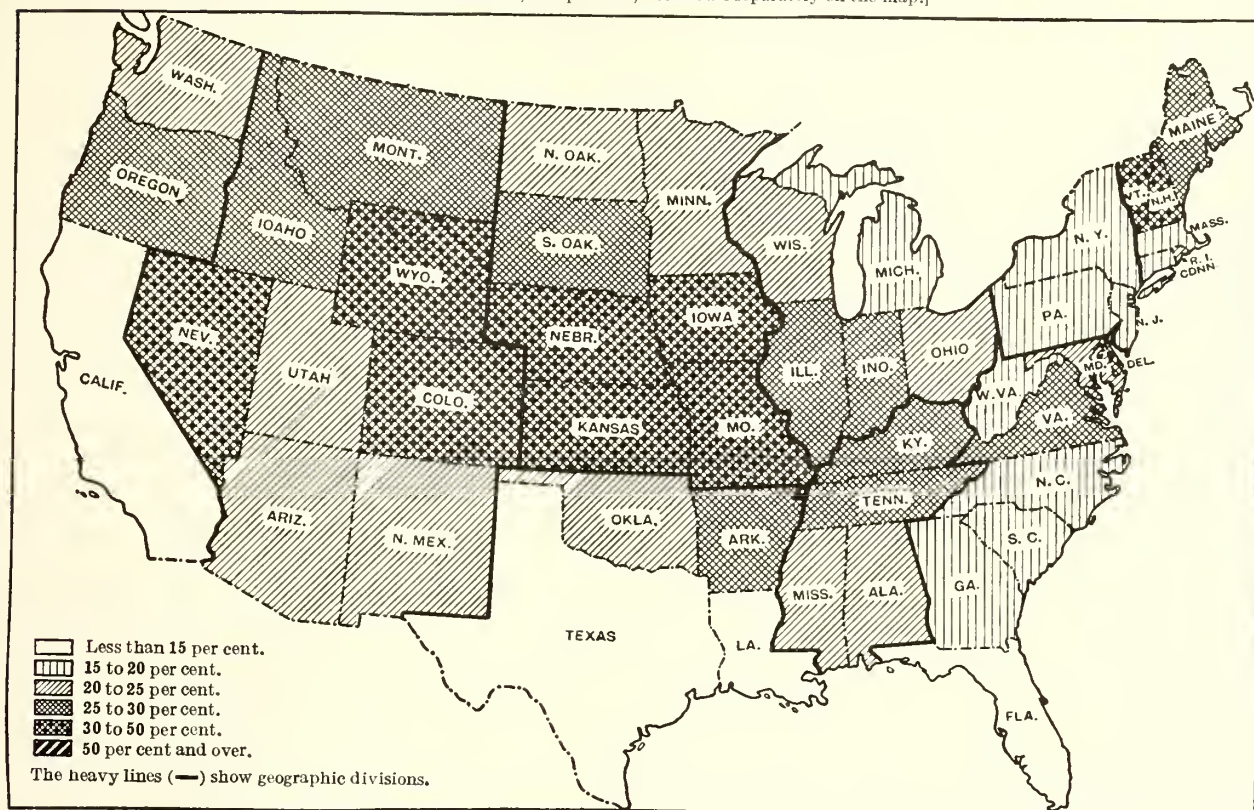 separately on the map.]
WASH.
MONT.
N. OAK.
MINN.
MAINE
OREGON
IOAHO
S. OAK.
WIS.
MICH.
N. Y.
VT.
N.H.
MASS.
R. I.
CONN.
WYO.
NEBR.
IOWA
PA.
N. J.
NEV.
UTAH
COLO.
KANSAS
MO.
ILL.
INO.
OHIO
W. VA.
MD.
DEL.
VA.
CALIF.
KY.
ARIZ.
N. MEX.
OKLA.
ARK.
TENN.
N. C.
S. C.
MISS.
ALA.
GA.
TEXAS
LA.
FLA.
Less than 15 per cent.
15 to 20 per cent.
20 to 25 per cent.
25 to 30 per cent.
30 to 50 per cent.
50 per cent and over.
The heavy lines (—) show geographic divisions.